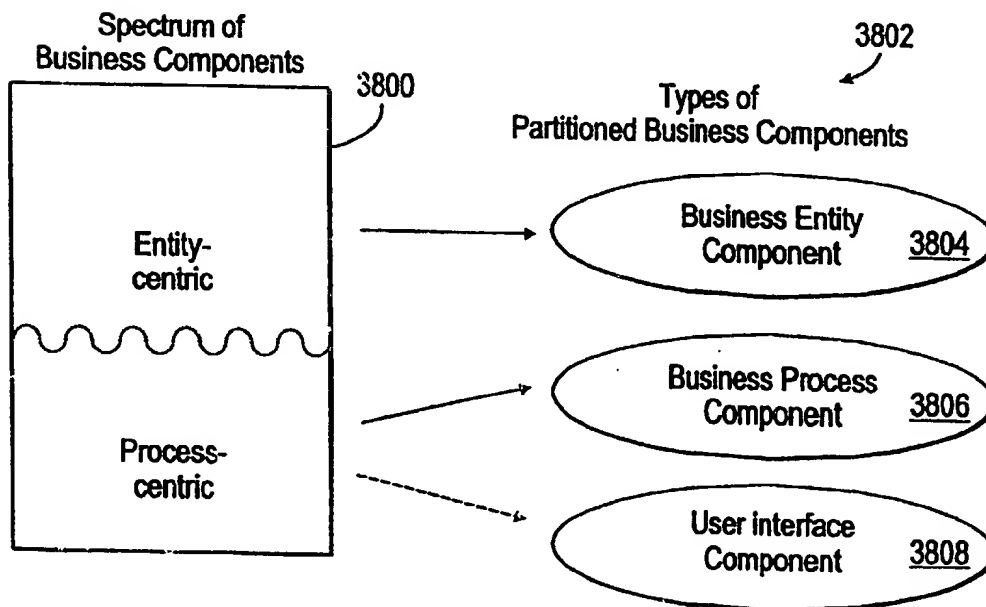 Spectrum of
Business Components
3800
3802
Types of
Partitioned Business Components
Entity-
centric
Process-
centric
Business Entity
Component
3804
Business Process
Component
3806
User interface
Component
3808